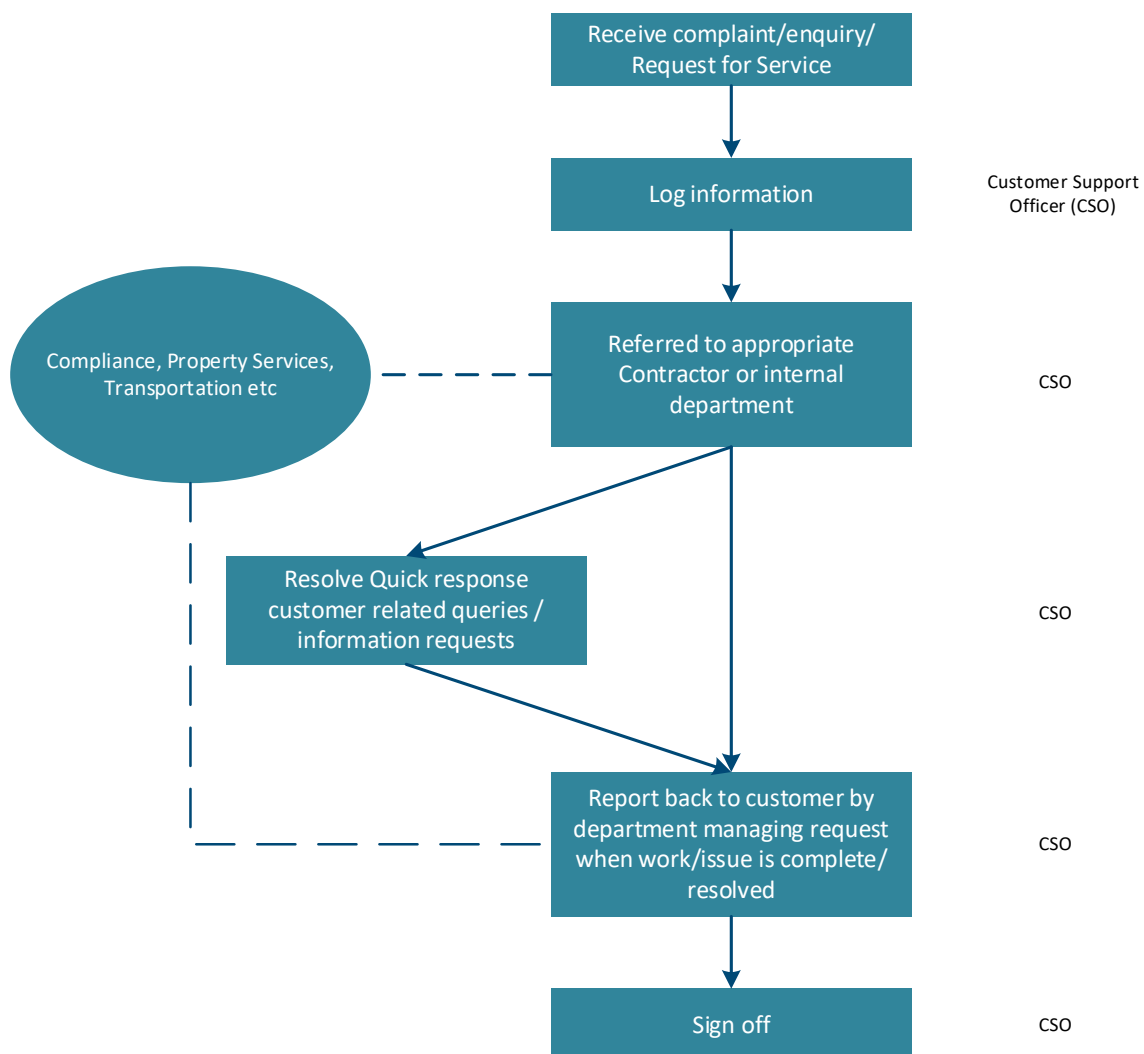 Receive complaint/enquiry/
Request for Service
Log information
Customer Support
Officer (CSO)
Compliance, Property Services,
Transportation etc
Referred to appropriate
Contractor or internal
department
CSO
Resolve Quick response
customer related queries /
information requests
CSO
Report back to customer by
department managing request
when work/issue is complete/
resolved
CSO
Sign off
CSO